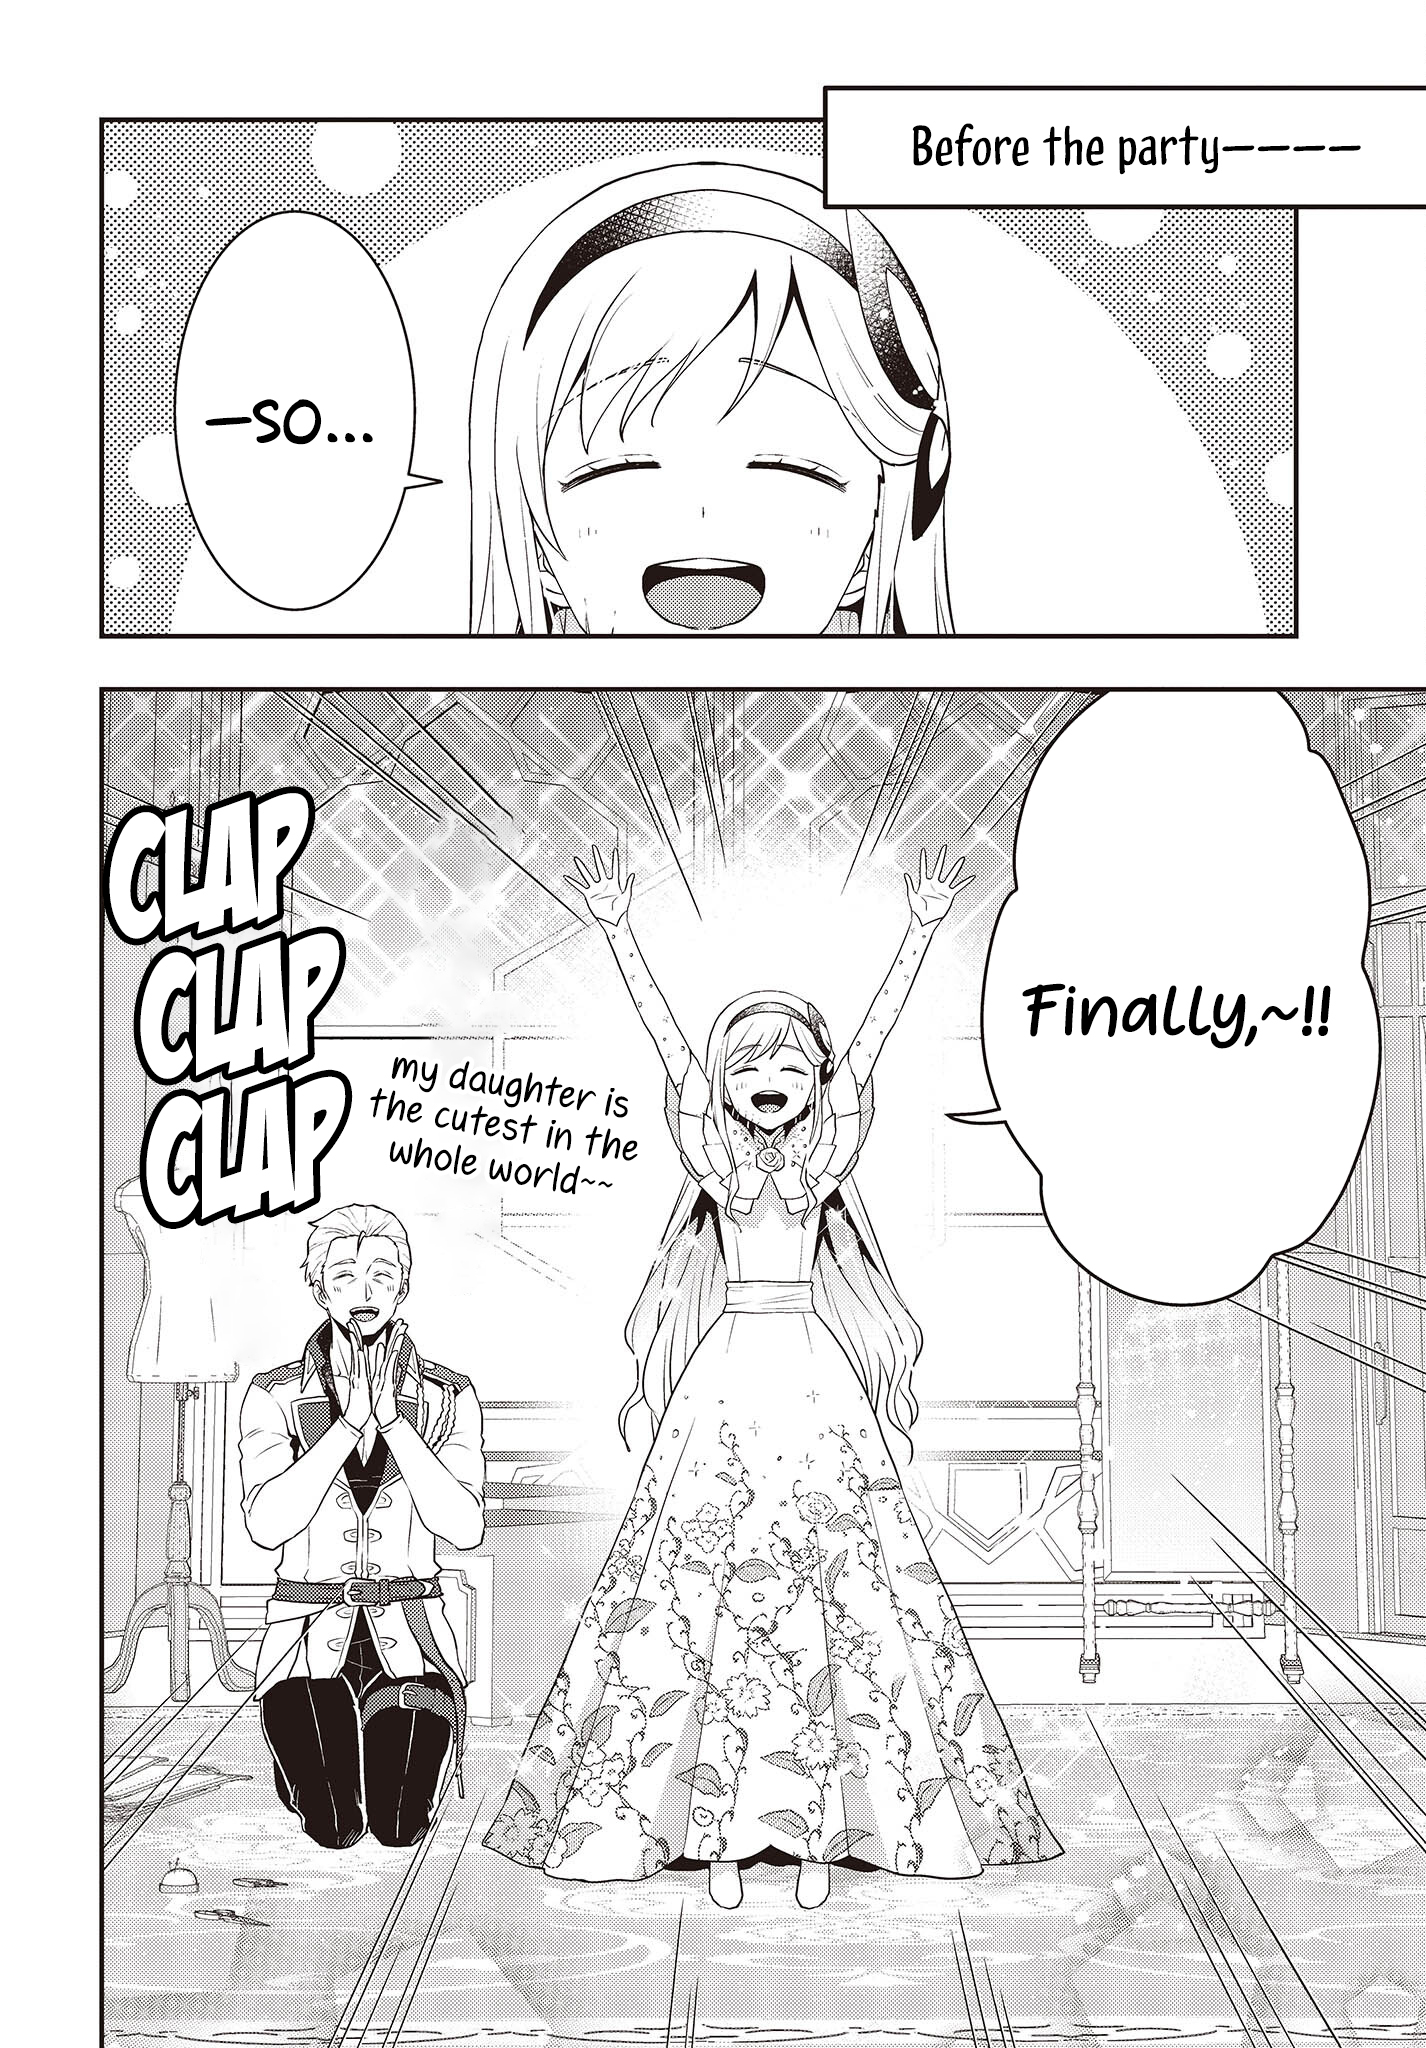 Before the party————
—SO...
Finally,~!!
CLAP
CLAP
CLAP
my daughter is
the cutest in the
whole world~~